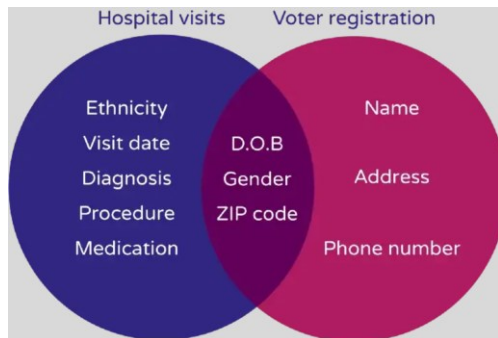 Hospital visits
Voter registration
Ethnicity
Visit date
Diagnosis
Procedure
Medication
D.O.B
Gender
ZIP code
Name
Address
Phone number